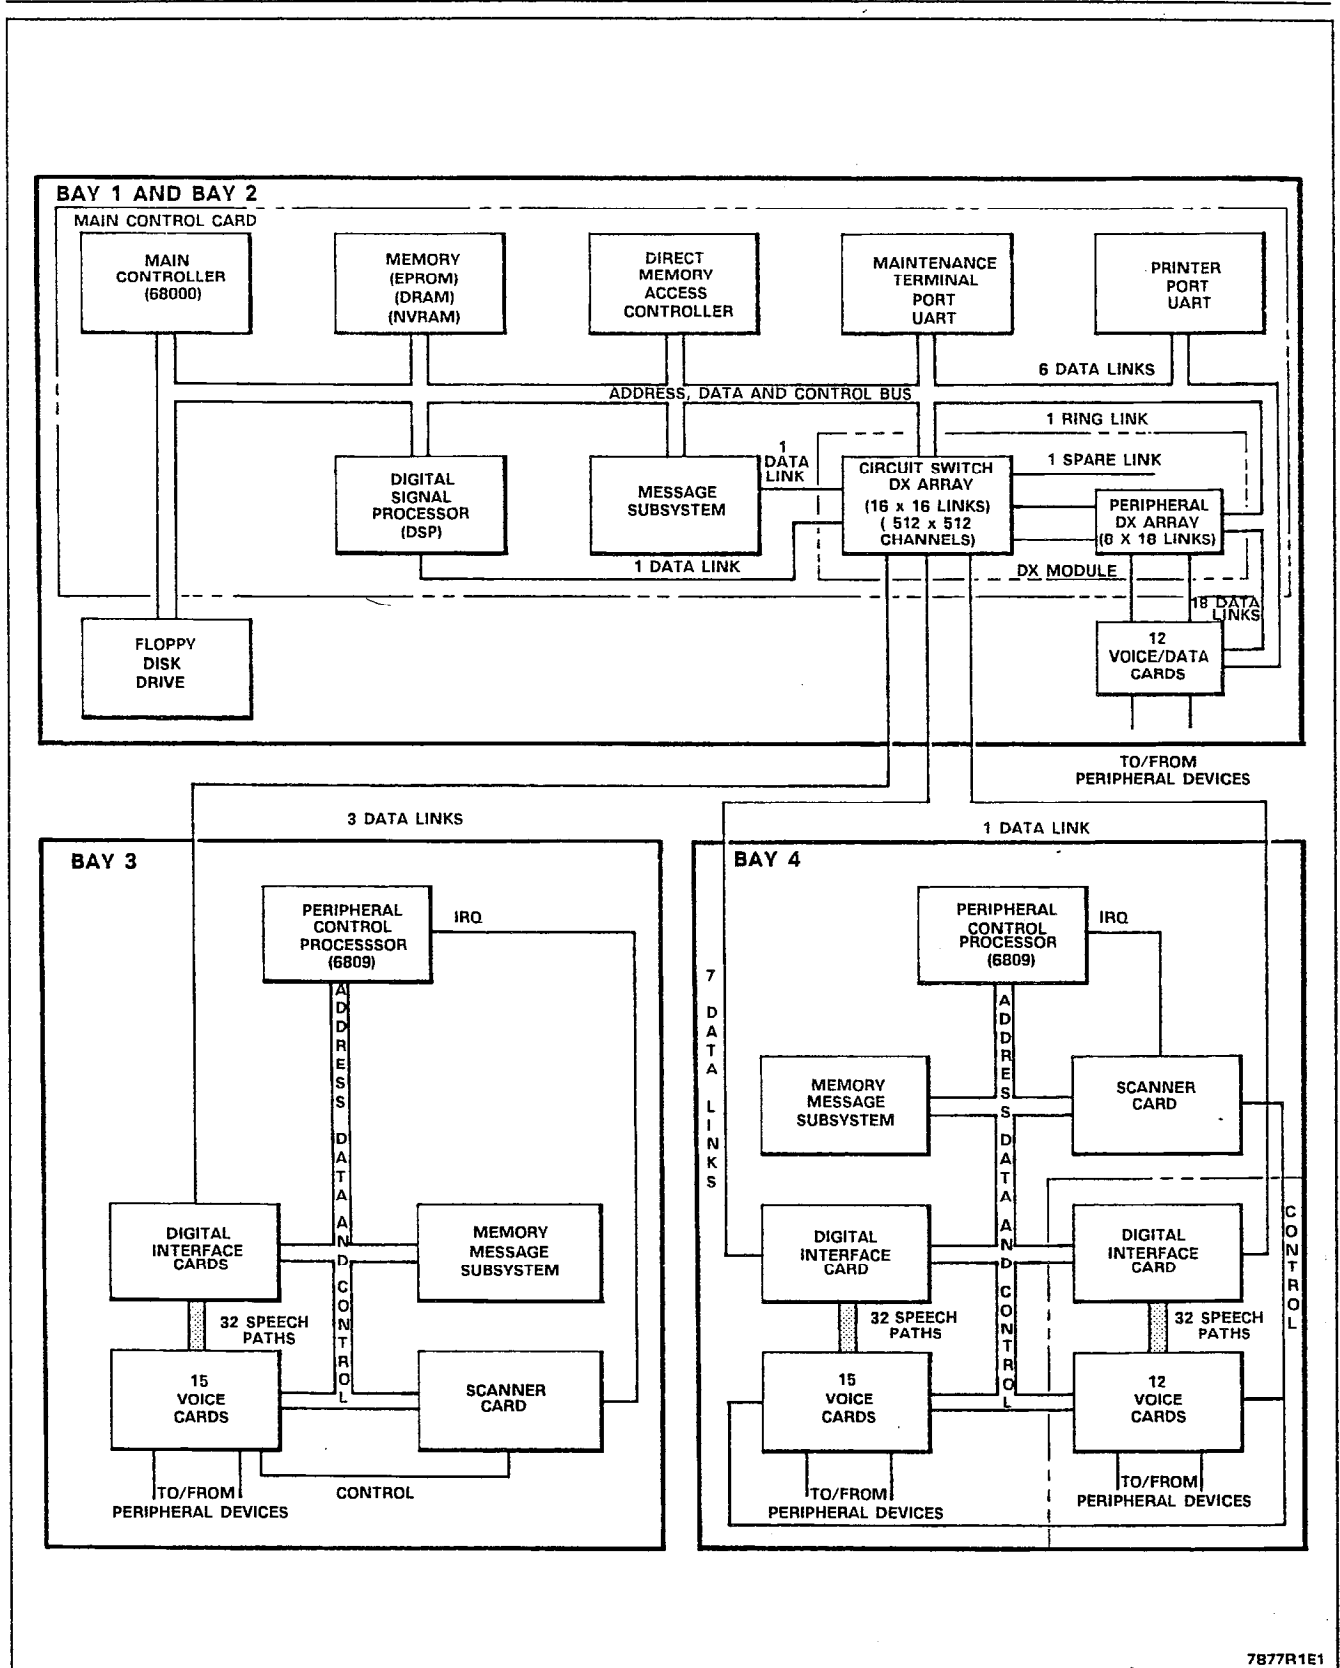 BAY 1 AND BAY 2
MAIN CONTROL CARD
MAIN
CONTROLLER
(68000)
MEMORY
(EPROM)
(DRAM)
(NVRAM)
DIRECT
MEMORY
ACCESS
CONTROLLER
MAINTENANCE
TERMINAL
PORT
UART
PRINTER
PORT
UART
6 DATA LINKS
ADDRESS, DATA AND CONTROL BUS
1 RING LINK
1
DATA
LINK
1 SPARE LINK
DIGITAL
SIGNAL
PROCESSOR
(DSP)
MESSAGE
SUBSYSTEM
CIRCUIT SWITCH
DX ARRAY
(16 x 16 LINKS)
( 512 x 512
CHANNELS)
PERIPHERAL
DX ARRAY
(8 X 18 LINKS)
1 DATA LINK
DX MODULE
18 DATA
LINKS
FLOPPY
DISK
DRIVE
12
VOICE/DATA
CARDS
TO/FROM
PERIPHERAL DEVICES
3 DATA LINKS
1 DATA LINK
BAY 3
PERIPHERAL
CONTROL
PROCESSSOR
(6809)
IRQ
ADDRESS DATA AND CONTROL
DIGITAL
INTERFACE
CARDS
MEMORY
MESSAGE
SUBSYSTEM
32 SPEECH
PATHS
15
VOICE
CARDS
SCANNER
CARD
TO/FROM
PERIPHERAL DEVICES
CONTROL
BAY 4
PERIPHERAL
CONTROL
PROCESSOR
(6809)
IRQ
7 DATA LINKS
ADDRESS DATA AND CONTROL
MEMORY
MESSAGE
SUBSYSTEM
SCANNER
CARD
CONTROL
DIGITAL
INTERFACE
CARD
DIGITAL
INTERFACE
CARD
32 SPEECH
PATHS
32 SPEECH
PATHS
15
VOICE
CARDS
12
VOICE
CARDS
TO/FROM
PERIPHERAL DEVICES
TO/FROM
PERIPHERAL DEVICES
7877R1E1